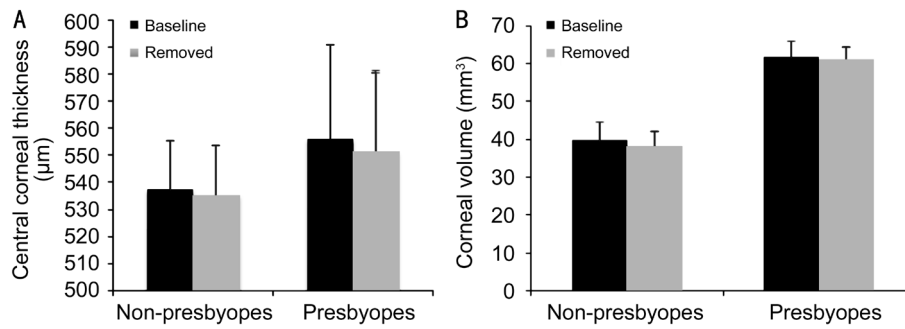 A
Central corneal thickness
(µm)
600
590
580
570
560
550
540
530
520
510
500
Baseline
Removed
Non-presbyopes
Presbyopes
B
Corneal volume (mm³)
70
60
50
40
30
20
10
0
Baseline
Removed
Non-presbyopes
Presbyopes